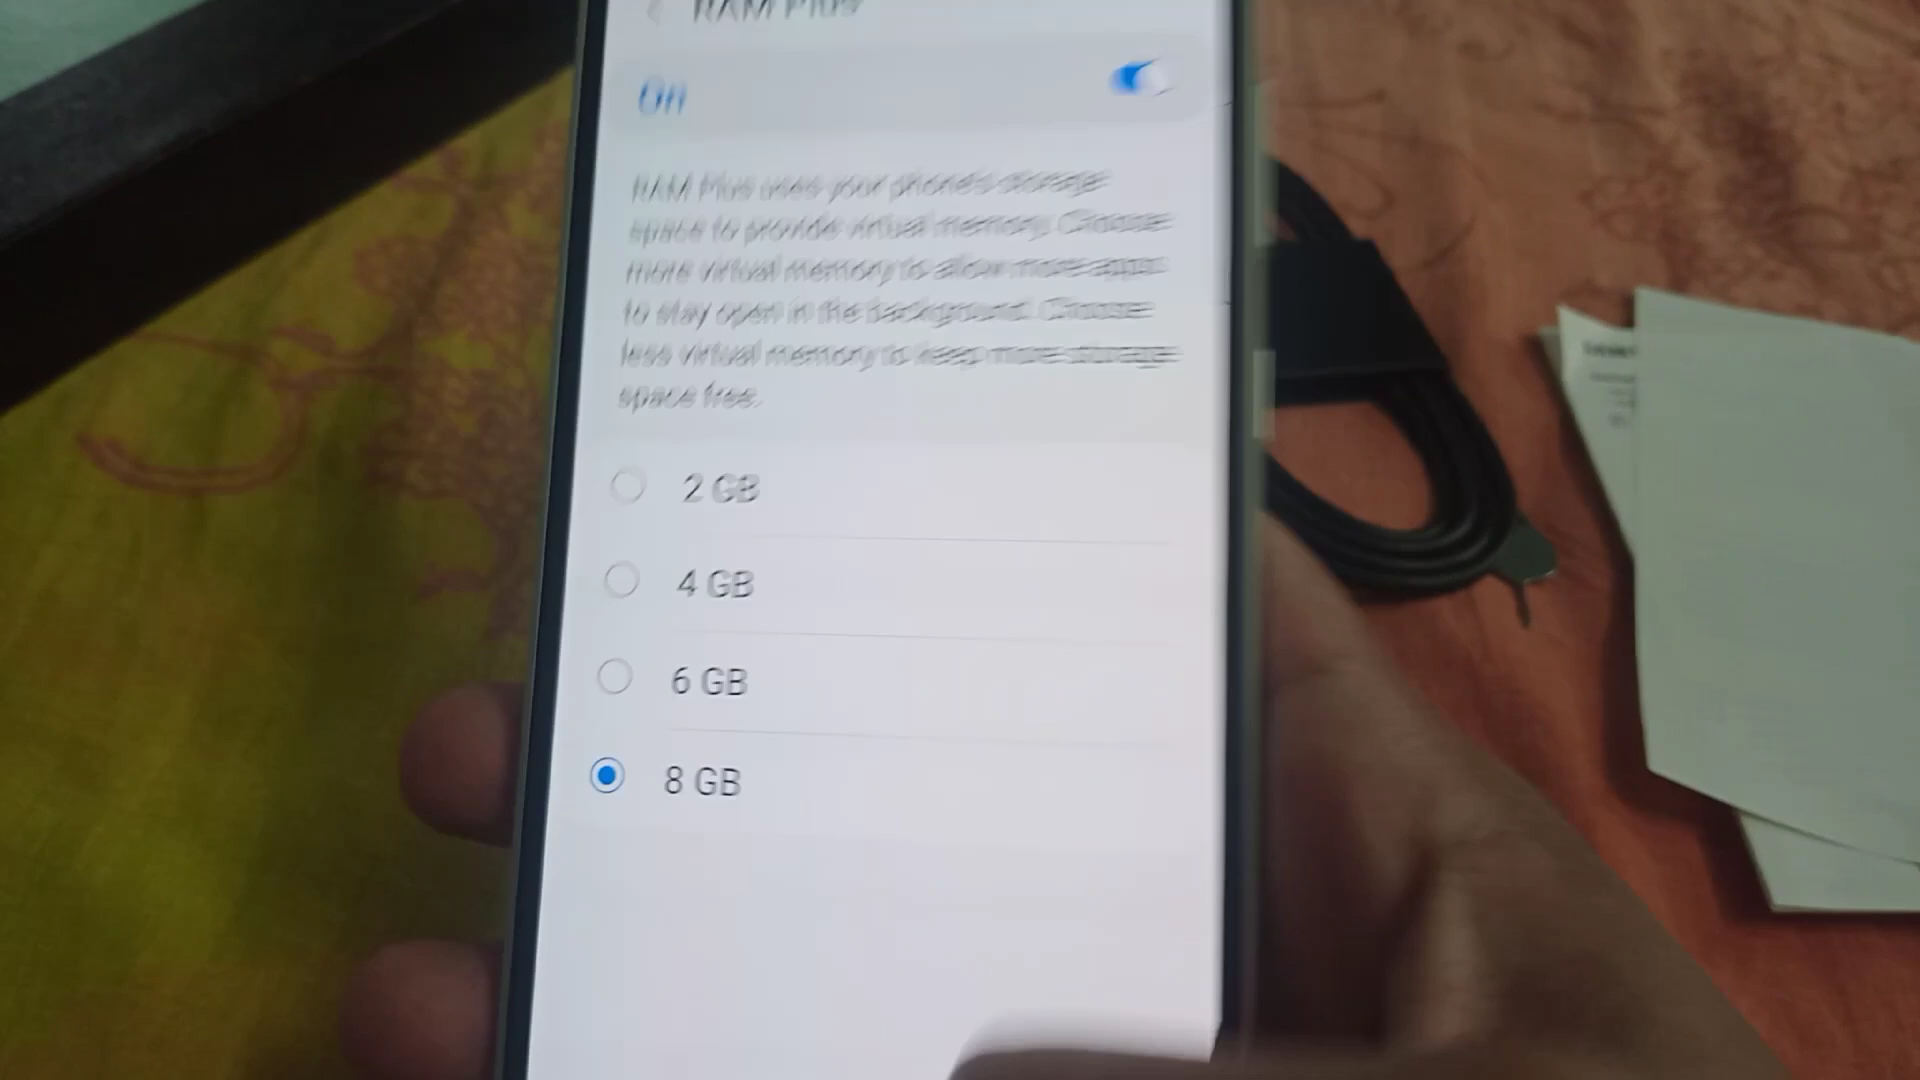 RAM Plus
On
RAM Plus uses your phone's storage
space to provide virtual memory. Choose
more virtual memory to allow more apps
to stay open in the background. Choose
less virtual memory to keep more storage
space free.
2 GB
4 GB
6 GB
8 GB